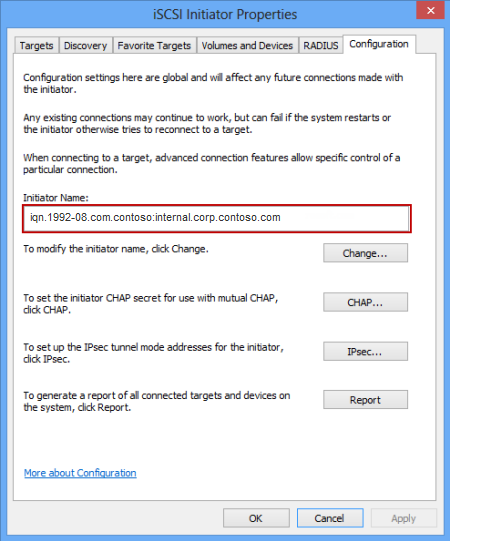 iSCSI Initiator Properties
Targets Discovery Favorite Targets Volumes and Devices RADIUS Configuration
Configuration settings here are global and will affect any future connections made with
the initiator.
Any existing connections may continue to work, but can fail if the system restarts or
the initiator otherwise tries to reconnect to a target.
When connecting to a target, advanced connection features allow specific control of a
particular connection.
Initiator Name:
iqn.1992-08.com.contoso:internal.corp.contoso.com
To modify the initiator name, click Change.
Change...
To set the initiator CHAP secret for use with mutual CHAP,
click CHAP.
CHAP...
To set up the IPsec tunnel mode addresses for the initiator,
click IPsec.
IPsec...
To generate a report of all connected targets and devices on
the system, click Report.
Report
More about Configuration
OK Cancel Apply